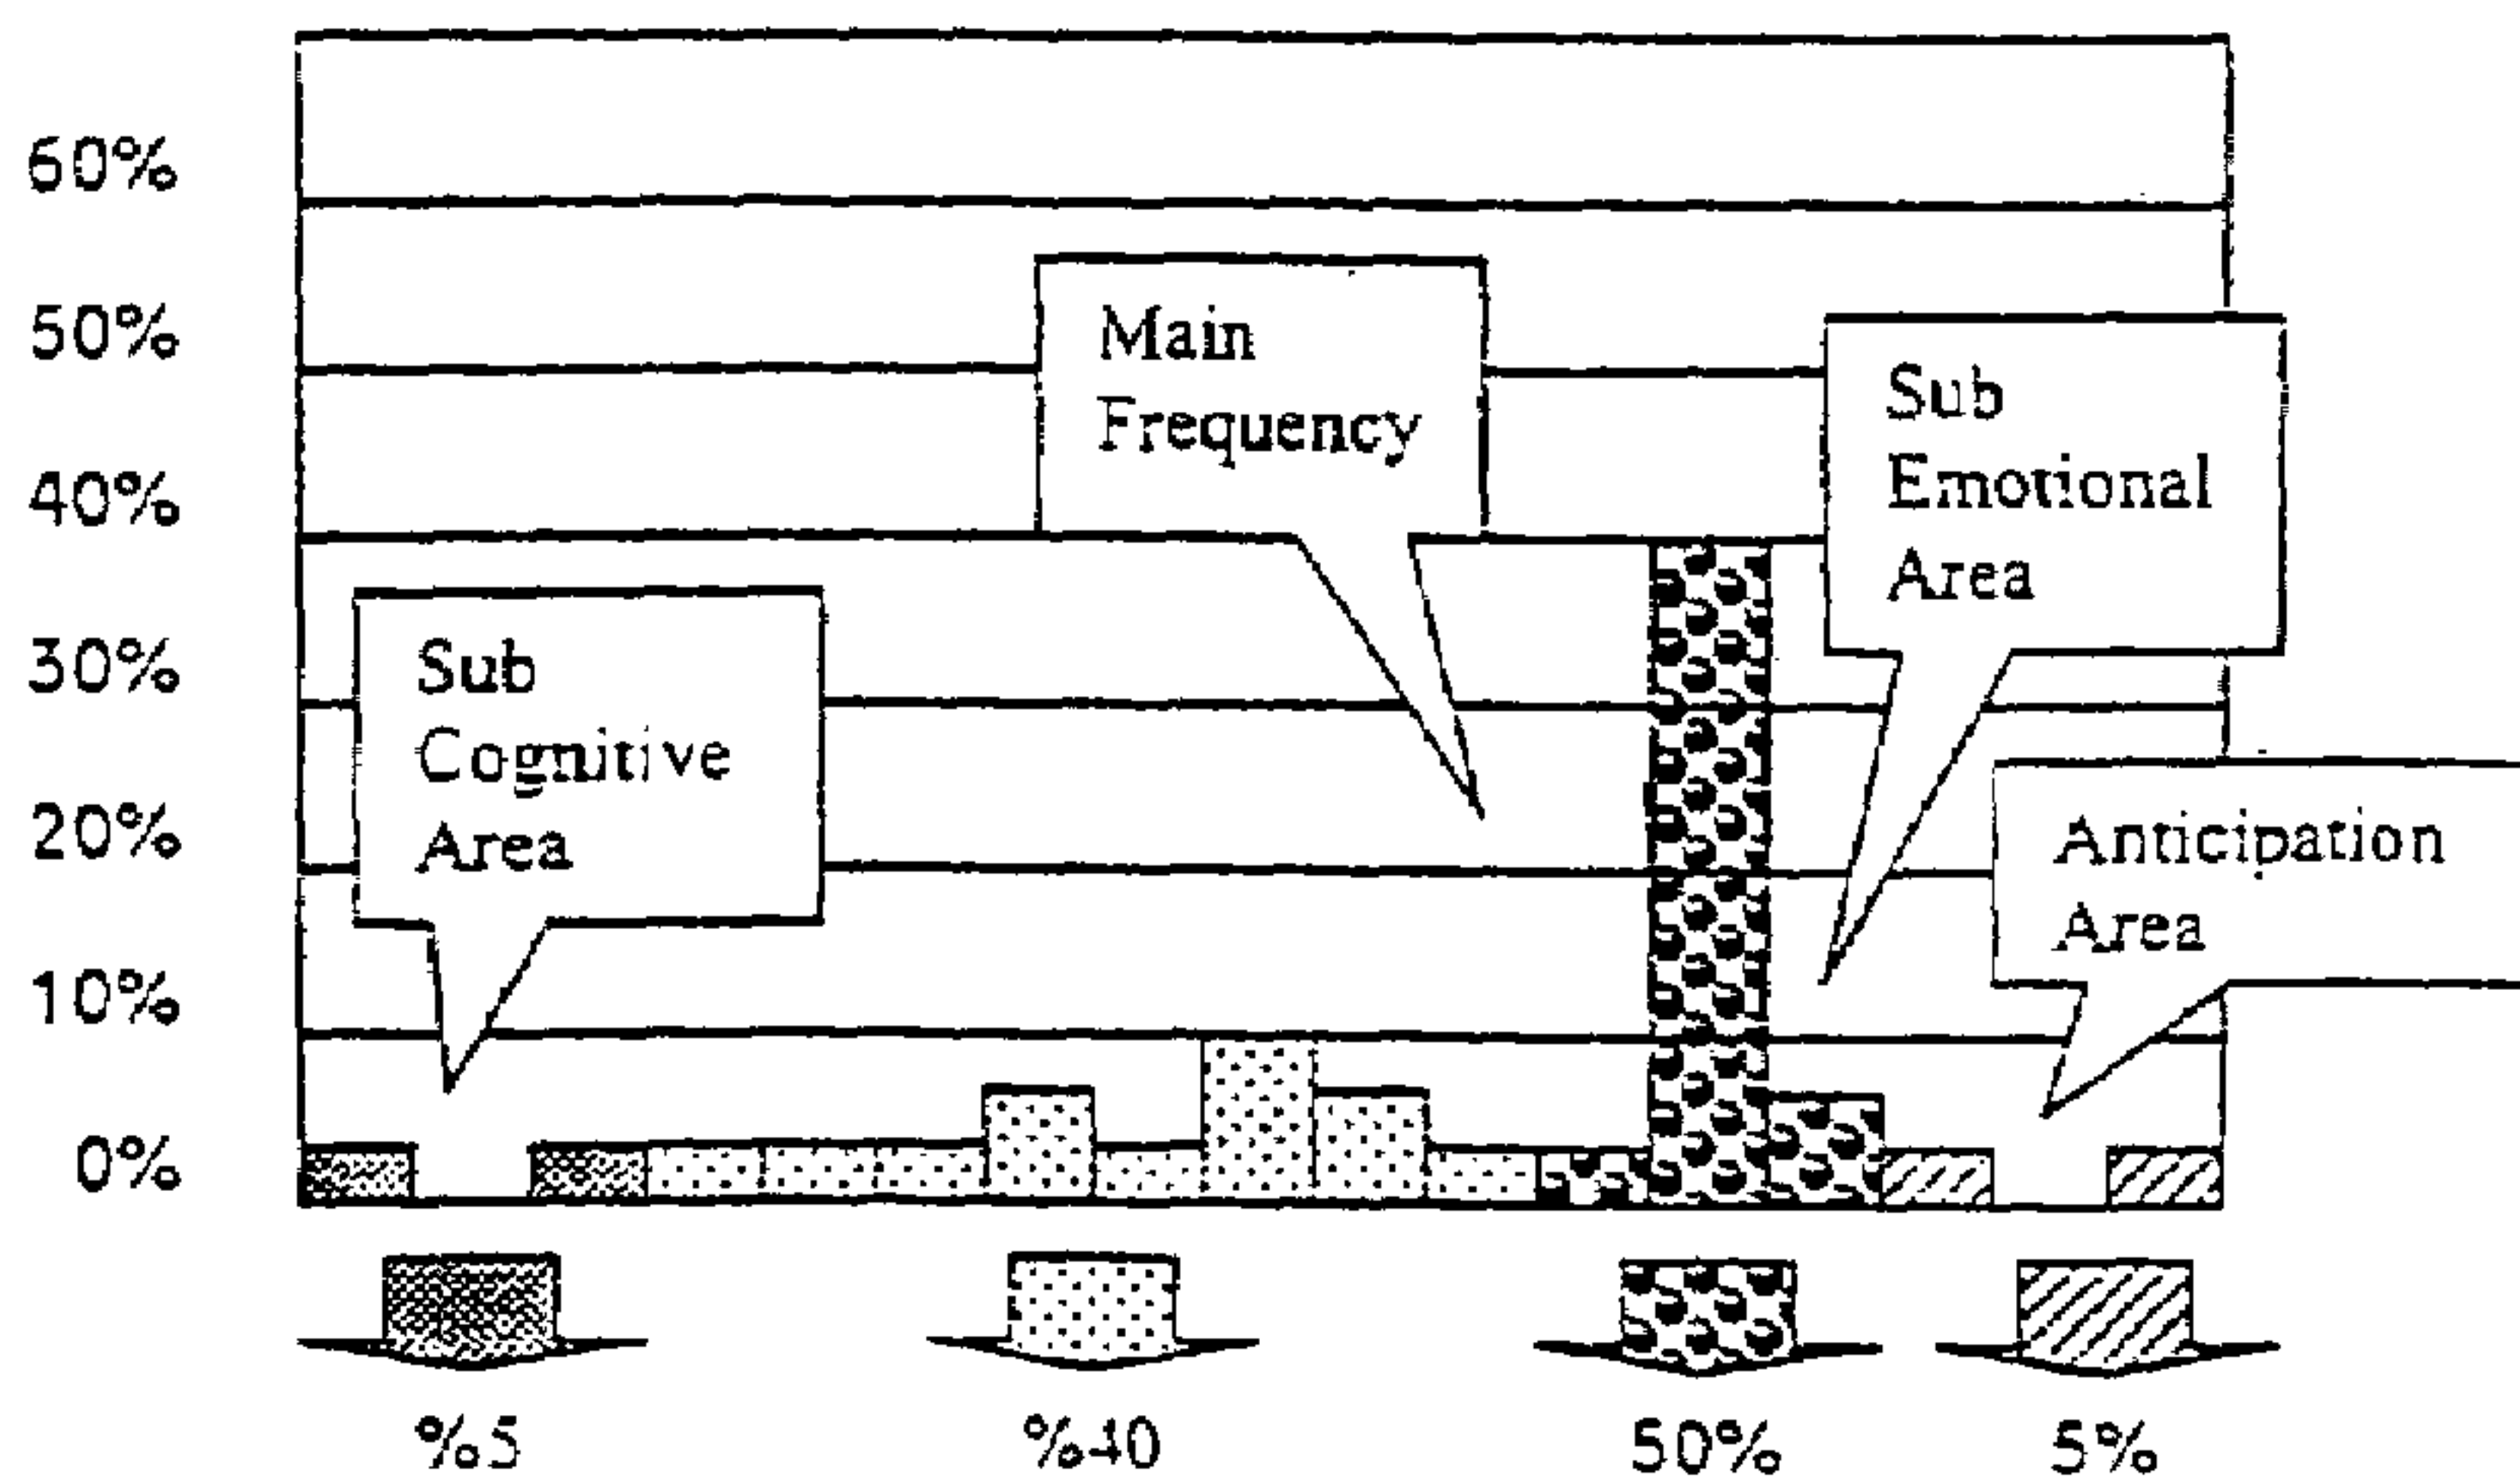 60%
50%
40%
30%
20%
10%
0%
Main
Frequency
Sub
Emotional
Area
Sub
Cognitive
Area
Anticipation
Area
%5
%40
50%
5%